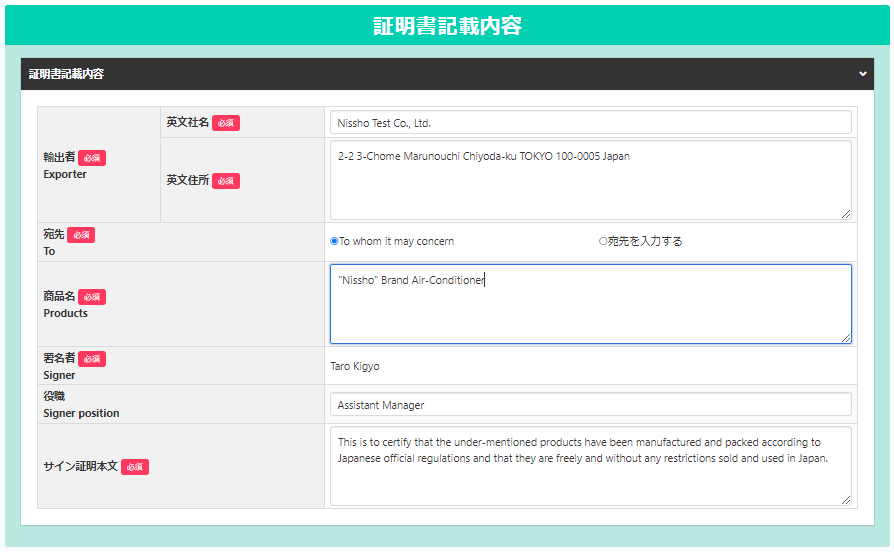 証明書記載内容
証明書記載内容
輸出者 必須
Exporter
英文社名 必須
Nissho Test Co., Ltd.
英文住所 必須
2-2 3-Chome Marunouchi Chiyoda-ku TOKYO 100-0005 Japan
宛先 必須
To
To whom it may concern
宛先を入力する
商品名 必須
Products
"Nissho" Brand Air-Conditioner
署名者 必須
Signer
Taro Kigyo
役職
Signer position
Assistant Manager
サイン証明本文 必須
This is to certify that the under-mentioned products have been manufactured and packed according to
Japanese official regulations and that they are freely and without any restrictions sold and used in Japan.